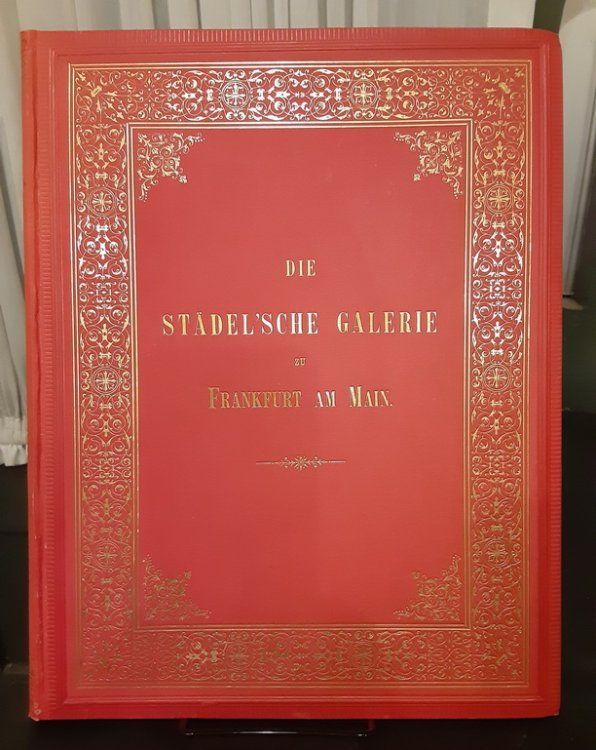 DIE
STÄDEL'SCHE GALERIE
ZU
FRANKFURT AM MAIN.